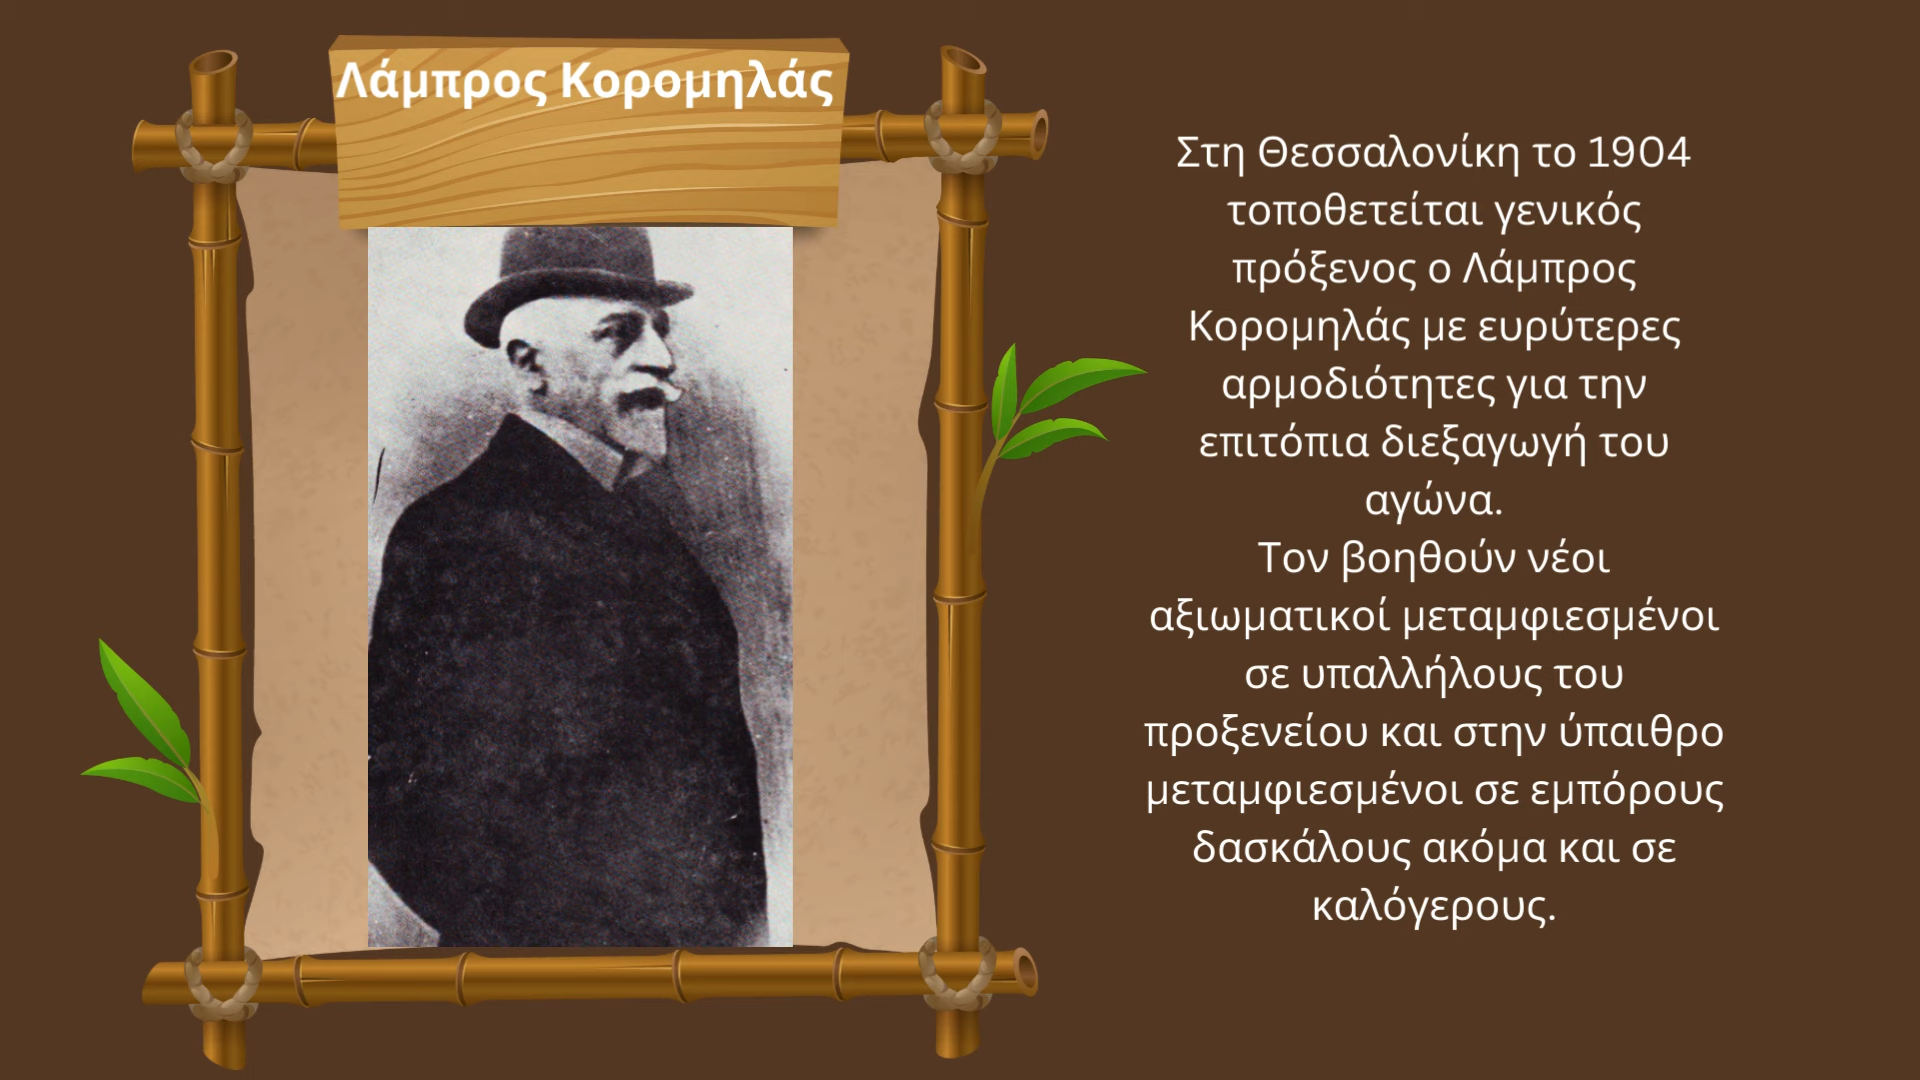 Λάμπρος Κορομηλάς
Στη Θεσσαλονίκη το 1904
τοποθετείται γενικός
πρόξενος ο Λάμπρος
Κορομηλάς με ευρύτερες
αρμοδιότητες για την
επιτόπια διεξαγωγή του
αγώνα.
Τον βοηθούν νέοι
αξιωματικοί μεταμφιεσμένοι
σε υπαλλήλους του
προξενείου και στην ύπαιθρο
μεταμφιεσμένοι σε εμπόρους
δασκάλους ακόμα και σε
καλόγερους.